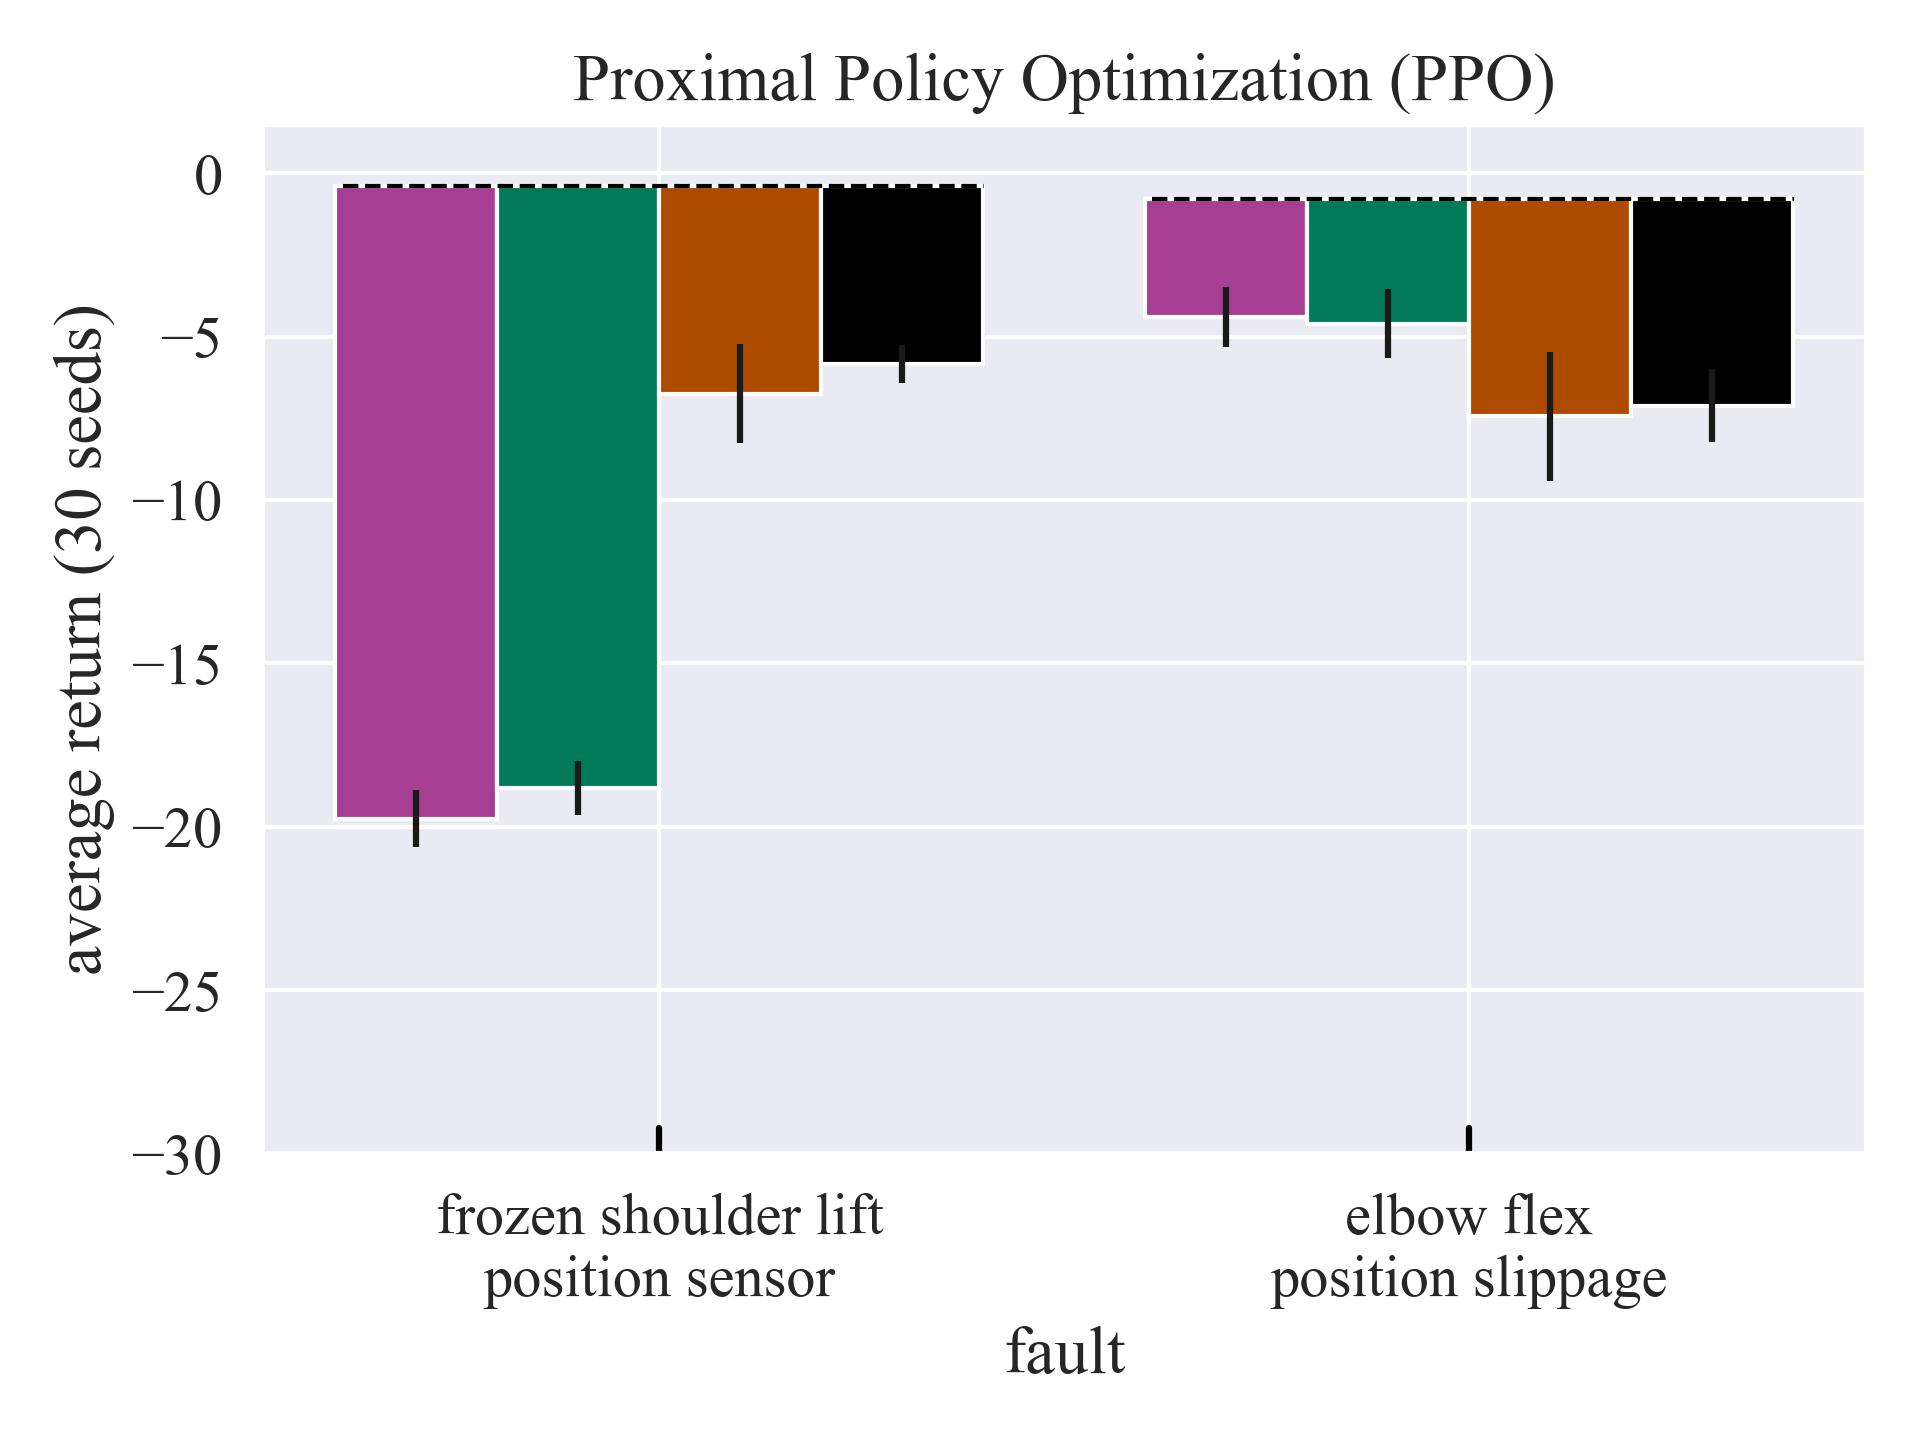 Proximal Policy Optimization (PPO)
average return (30 seeds)
0
−5
−10
−15
−20
−25
−30
frozen shoulder lift
position sensor
elbow flex
position slippage
fault